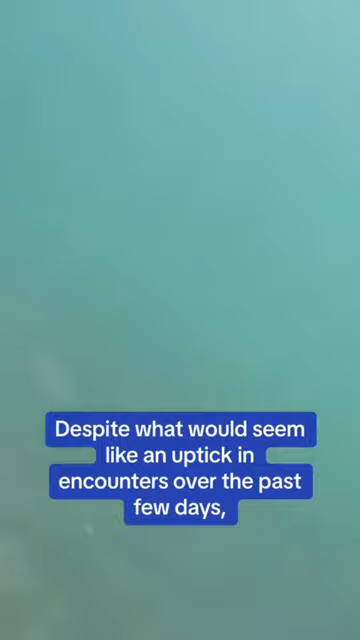 Despite what would seem
like an uptick in
encounters over the past
few days,